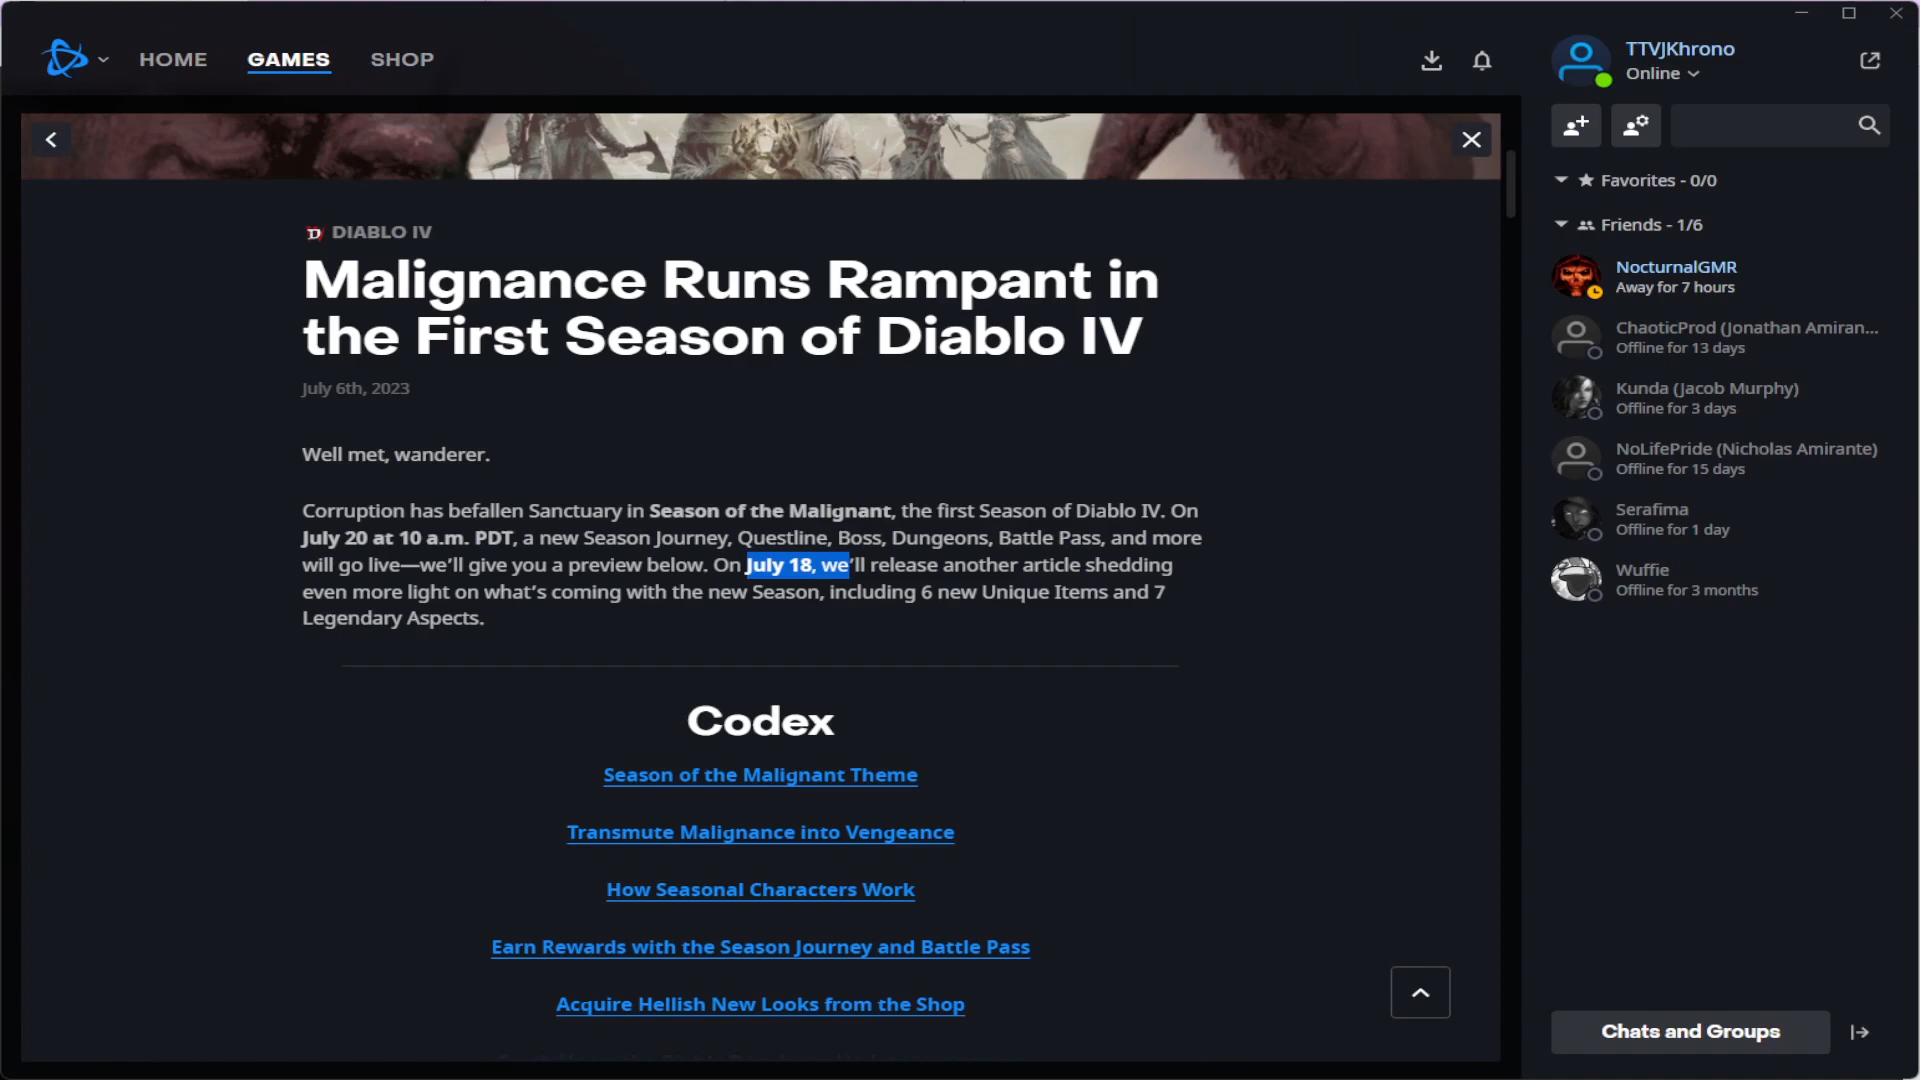 HOME GAMES SHOP
TTVJKhrono
Online
Favorites - 0/0
Friends - 1/6
NocturnalGMR
Away for 7 hours
ChaoticProd (Jonathan Amiran...
Offline for 13 days
Kunda (Jacob Murphy)
Offline for 3 days
NoLifePride (Nicholas Amirante)
Offline for 15 days
Serafima
Offline for 1 day
Wuffie
Offline for 3 months
Chats and Groups
DIABLO IV
Malignance Runs Rampant in
the First Season of Diablo IV
July 6th, 2023
Well met, wanderer.
Corruption has befallen Sanctuary in Season of the Malignant, the first Season of Diablo IV. On
July 20 at 10 a.m. PDT, a new Season Journey, Questline, Boss, Dungeons, Battle Pass, and more
will go live—we’ll give you a preview below. On July 18, we’ll release another article shedding
even more light on what’s coming with the new Season, including 6 new Unique Items and 7
Legendary Aspects.
Codex
Season of the Malignant Theme
Transmute Malignance into Vengeance
How Seasonal Characters Work
Earn Rewards with the Season Journey and Battle Pass
Acquire Hellish New Looks from the Shop